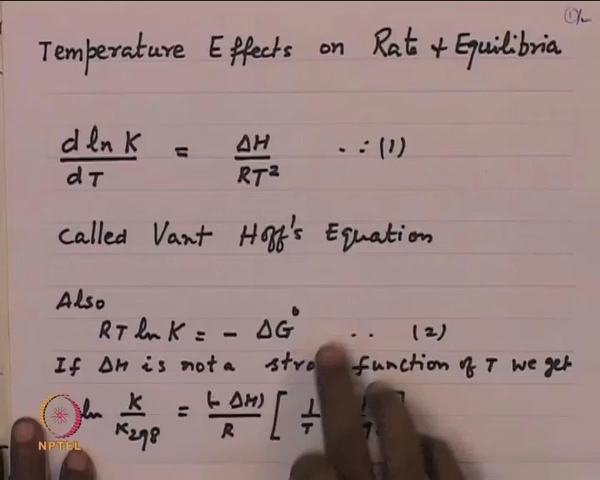 Temperature Effects on Rate & Equilibria
d ln K / dT = ΔH / RT² ... (1)
Called Vant Hoff's Equation
Also
RT ln K = - ΔG° .. (2)
If ΔH is not a function of T we get
ln K / K298 = (- ΔH) / R [ 1 / T
NPTEL